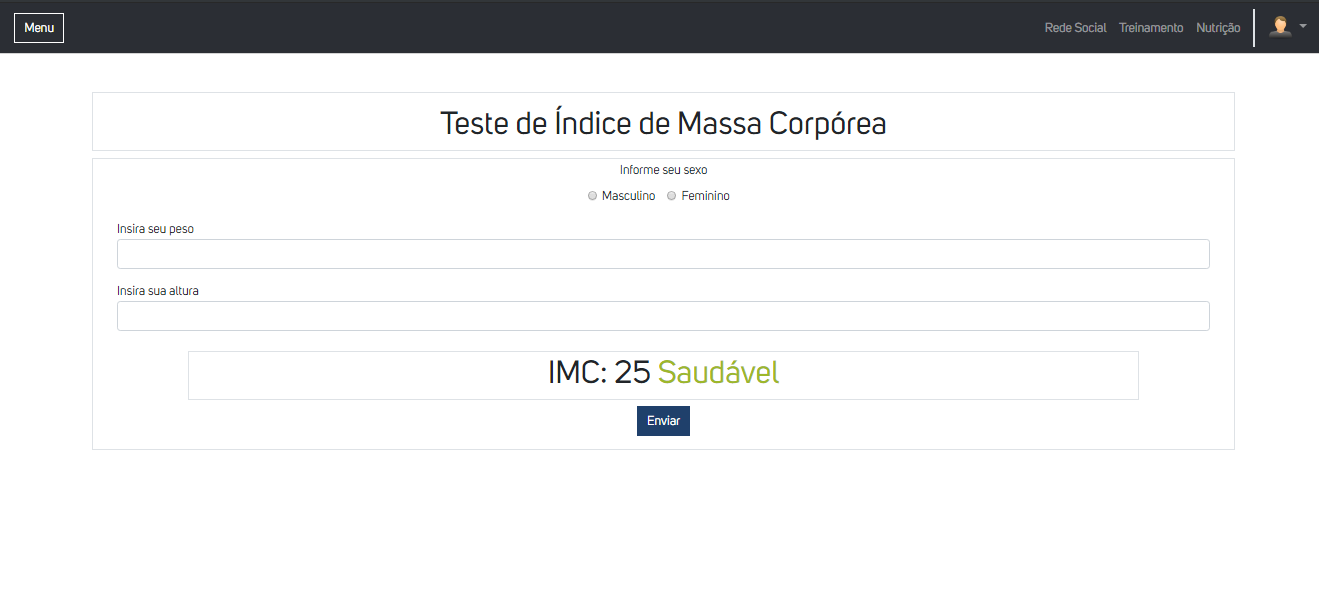 Menu Rede Social Treinamento Nutrição
Teste de Índice de Massa Corpórea
Informe seu sexo
Masculino Feminino
Insira seu peso
Insira sua altura
IMC: 25 Saudável
Enviar